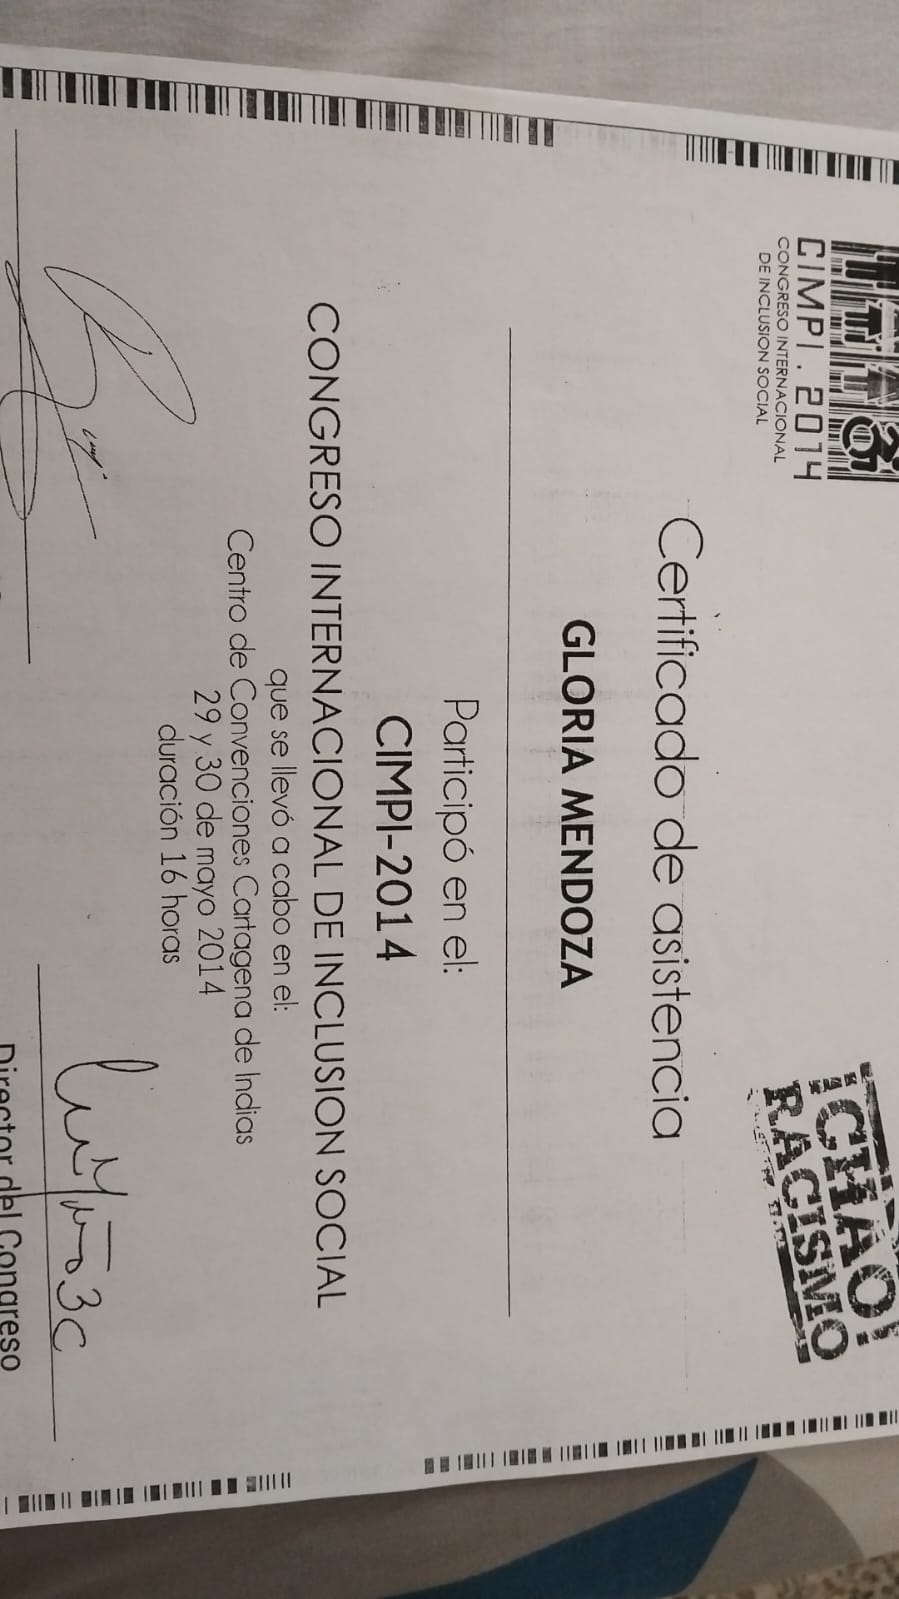 CIMPI . 2014
CONGRESO INTERNACIONAL
DE INCLUSION SOCIAL
¡CHAO!
RACISMO
Certificado de asistencia
GLORIA MENDOZA
Participó en el:
CIMPI-2014
CONGRESO INTERNACIONAL DE INCLUSION SOCIAL
que se llevó a cabo en el:
Centro de Convenciones Cartagena de Indias
29 y 30 de mayo 2014
duración 16 horas
Director del Congreso